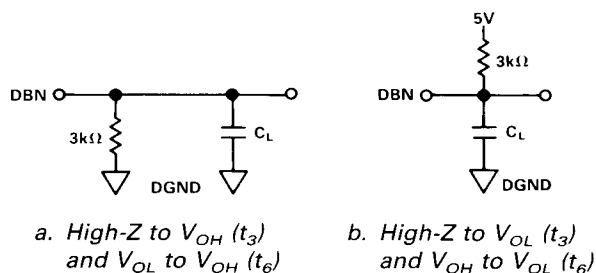 5V
3kΩ
DBN
DBN
3kΩ
C_L
C_L
DGND
DGND
a. High-Z to V_OH (t_3)
and V_OL to V_OH (t_6)
b. High-Z to V_OL (t_3)
and V_OH to V_OL (t_6)